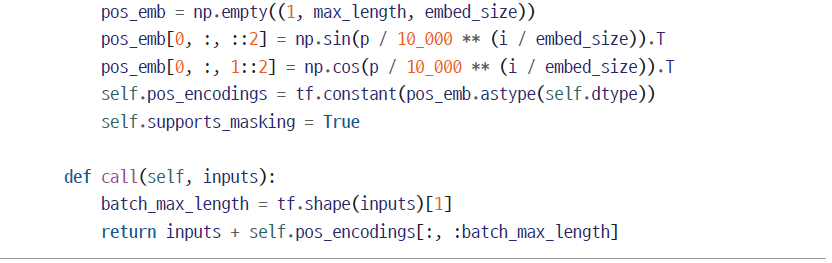 pos_emb = np.empty((1, max_length, embed_size))
pos_emb[0, :, ::2] = np.sin(p / 10_000 ** (i / embed_size)).T
pos_emb[0, :, 1::2] = np.cos(p / 10_000 ** (i / embed_size)).T
self.pos_encodings = tf.constant(pos_emb.astype(self.dtype))
self.supports_masking = True
def call(self, inputs):
batch_max_length = tf.shape(inputs)[1]
return inputs + self.pos_encodings[:, :batch_max_length]